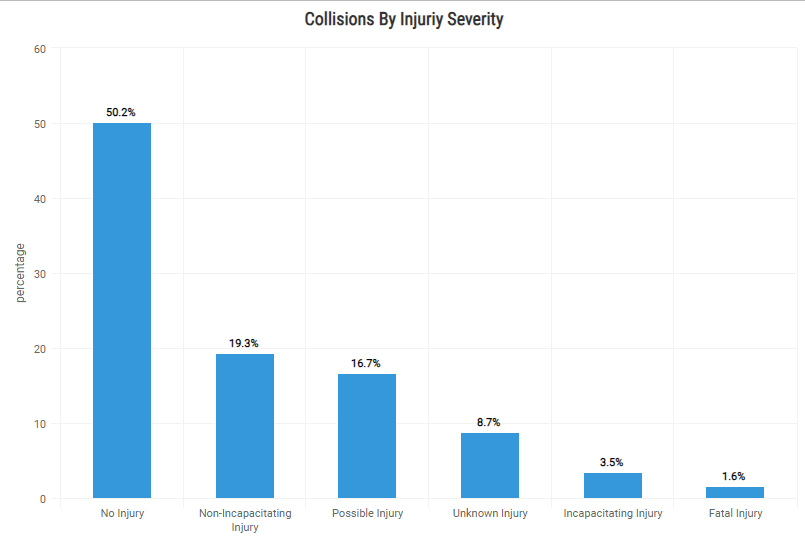 Collisions By Injuriy Severity
60
50
40
30
20
10
0
percentage
50.2%
19.3%
16.7%
8.7%
3.5%
1.6%
No Injury
Non-Incapacitating
Injury
Possible Injury
Unknown Injury
Incapacitating Injury
Fatal Injury